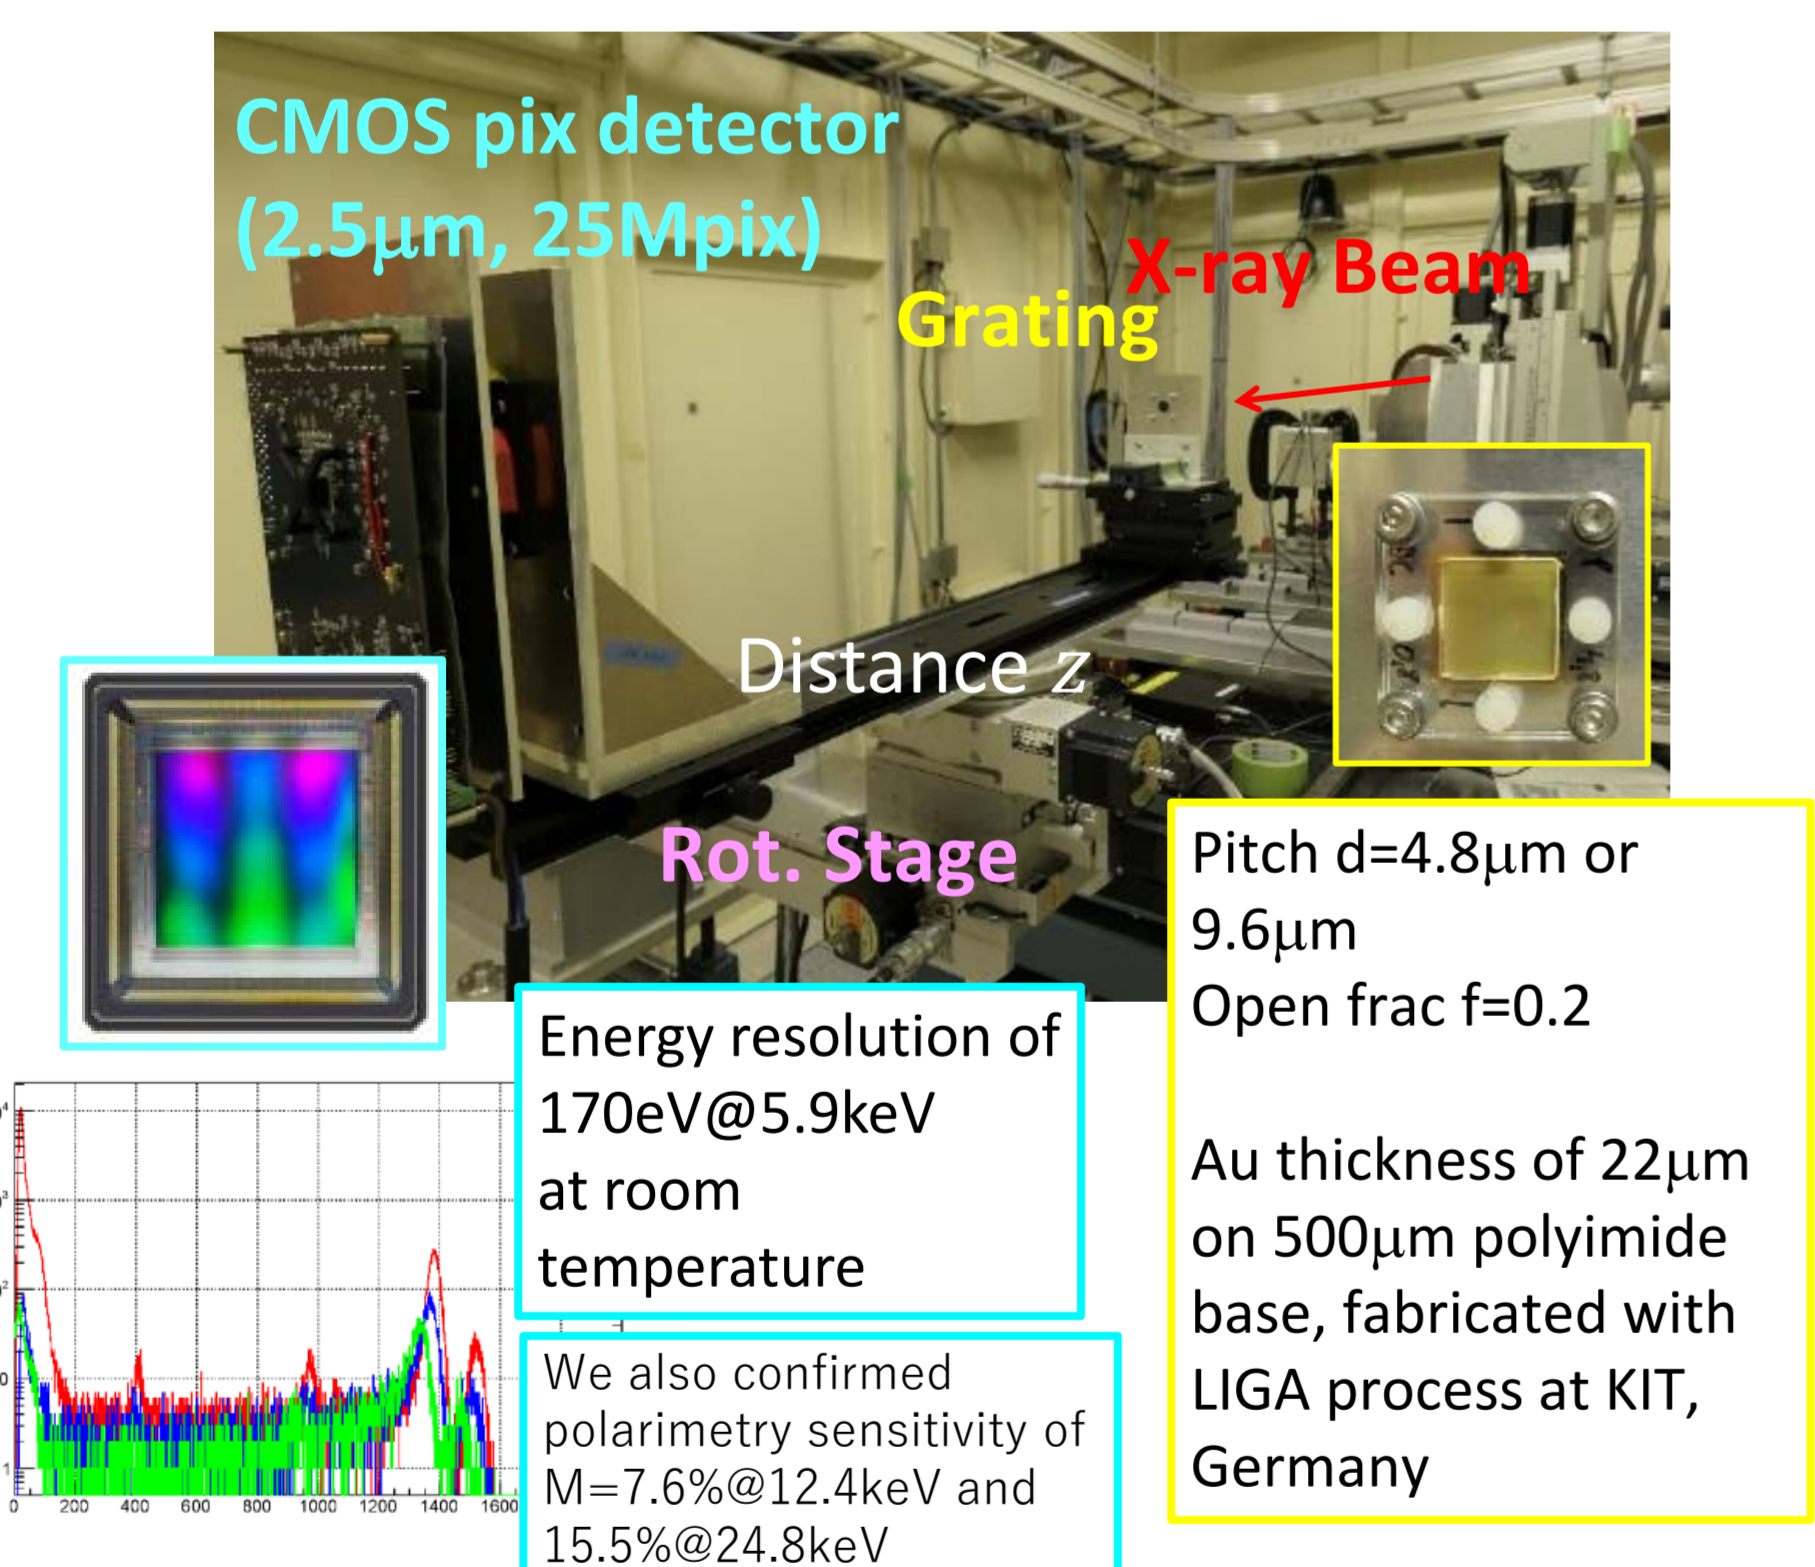 CMOS pix detector
(2.5μm, 25Mpix)
X-ray Beam
Grating
Distance z
Rot. Stage
Pitch d=4.8μm or
9.6μm
Open frac f=0.2
Au thickness of 22μm
on 500μm polyimide
base, fabricated with
LIGA process at KIT,
Germany
Energy resolution of
170eV@5.9keV
at room
temperature
We also confirmed
polarimetry sensitivity of
M=7.6%@12.4keV and
15.5%@24.8keV
0 200 400 600 800 1000 1200 1400 1600